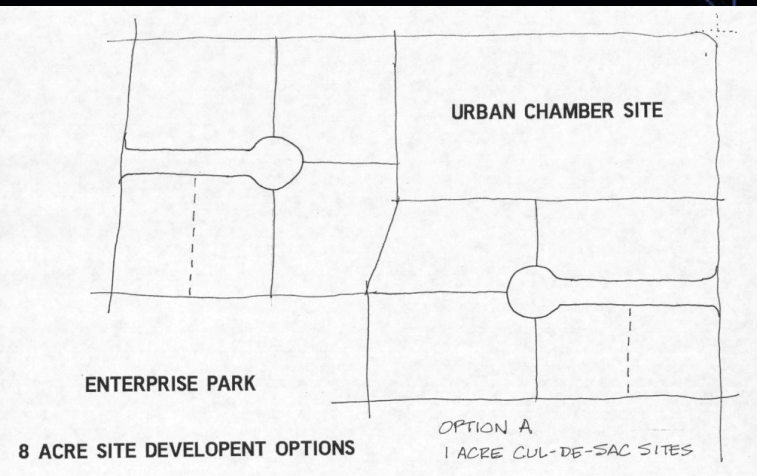 URBAN CHAMBER SITE
ENTERPRISE PARK
8 ACRE SITE DEVELOPENT OPTIONS
OPTION A
1 ACRE CUL-DE-SAC SITES